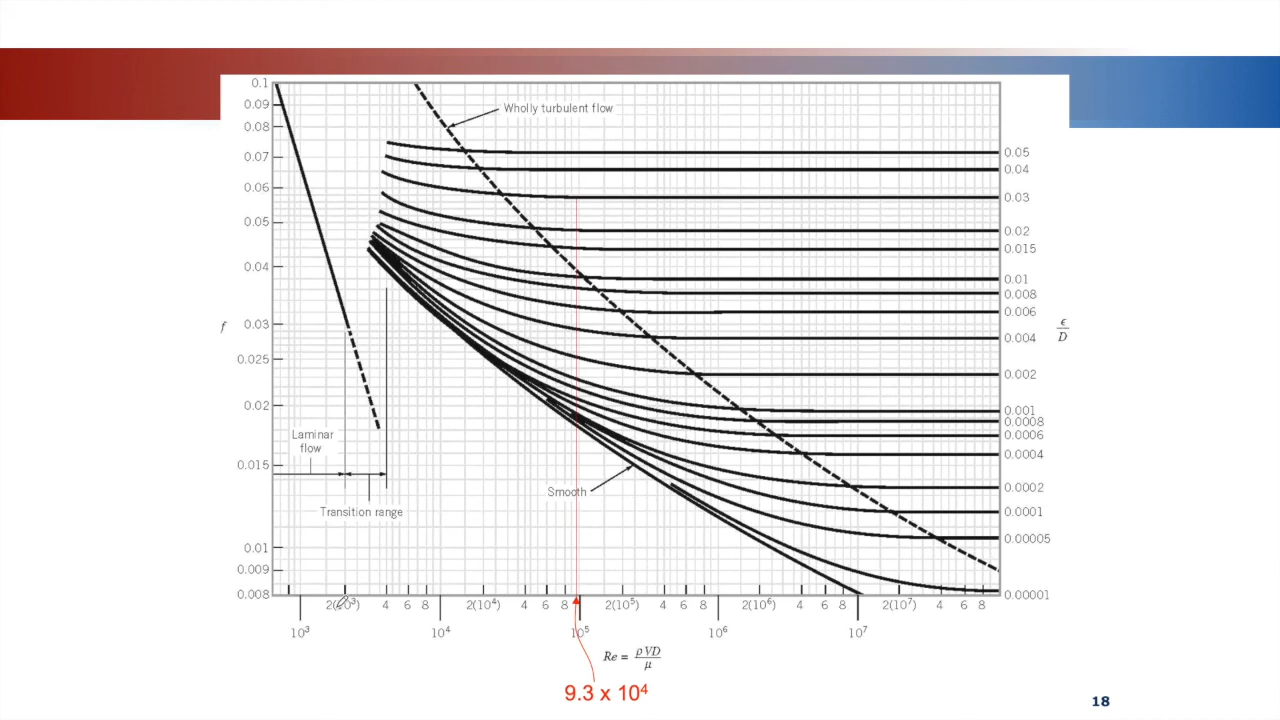 0.1
0.09
0.08
0.07
0.06
0.05
0.04
0.03
0.025
0.02
0.015
0.01
0.009
0.008
f
Wholly turbulent flow
Laminar
flow
Transition range
Smooth
0.05
0.04
0.03
0.02
0.015
0.01
0.008
0.006
0.004
0.002
0.001
0.0008
0.0006
0.0004
0.0002
0.0001
0.00005
0.00001
ϵ
D
2(10³) 4 6 8 2(10⁴) 4 6 8 2(10⁵) 4 6 8 2(10⁶) 4 6 8 2(10⁷) 4 6 8
10³ 10⁴ 10⁵ 10⁶ 10⁷
Re = ρVD
μ
9.3 x 10⁴
18